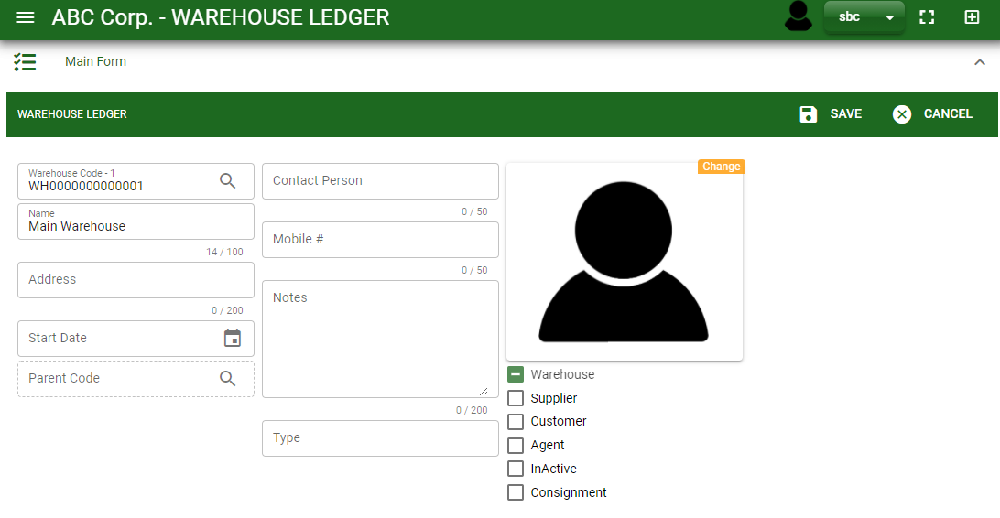 ABC Corp. - WAREHOUSE LEDGER
sbc
Main Form
WAREHOUSE LEDGER
SAVE
CANCEL
Warehouse Code - 1
WH0000000000001
Name
Main Warehouse
14 / 100
Address
0 / 200
Start Date
Parent Code
Contact Person
0 / 50
Mobile #
0 / 50
Notes
0 / 200
Type
Change
Warehouse
Supplier
Customer
Agent
InActive
Consignment